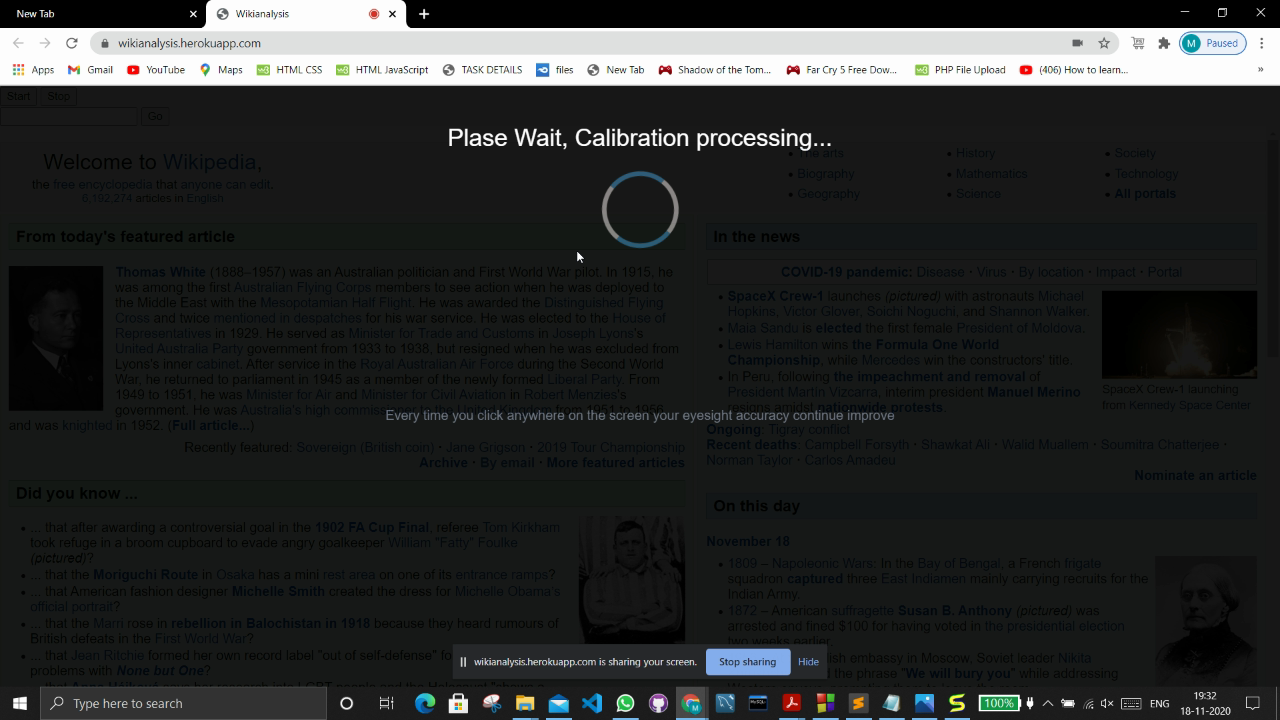 New Tab
Wikianalysis
wikianalysis.herokuapp.com
M Paused
Apps Gmail YouTube Maps HTML CSS HTML JavaScript TASK-DETAILS files New Tab Shadow of the Tom... Far Cry 5 Free Dow... PHP File Upload (406) How to learn... »
Start Stop
Go
Plase Wait, Calibration processing...
Welcome to Wikipedia,
the free encyclopedia that anyone can edit.
6,192,274 articles in English
• The arts • History • Society
• Biography • Mathematics • Technology
• Geography • Science • All portals
From today's featured article
Thomas White (1888–1957) was an Australian politician and First World War pilot. In 1915, he
was among the first Australian Flying Corps members to see action when he was deployed to
the Middle East with the Mesopotamian Half Flight. He was awarded the Distinguished Flying
Cross and twice mentioned in despatches for his war service. He was elected to the House of
Representatives in 1929. He served as Minister for Trade and Customs in Joseph Lyons's
United Australia Party government from 1933 to 1938, but resigned when he was excluded from
Lyons's inner cabinet. After service in the Royal Australian Air Force during the Second World
War, he returned to parliament in 1945 as a member of the newly formed Liberal Party. From
1949 to 1951, he was Minister for Air and Minister for Civil Aviation in Robert Menzies's
government. He was Australia's high commissioner to the United Kingdom from 1951 to 1956
and was knighted in 1952. (Full article...)
Every time you click anywhere on the screen your eyesight accuracy continue improve
Recently featured: Sovereign (British coin) · Jane Grigson · 2019 Tour Championship
Archive · By email · More featured articles
Did you know ...
... that after awarding a controversial goal in the 1902 FA Cup Final, referee Tom Kirkham
took refuge in a broom cupboard to evade angry goalkeeper William "Fatty" Foulke
(pictured)?
... that the Moriguchi Route in Osaka has a mini rest area on one of its entrance ramps?
... that American fashion designer Michelle Smith created the dress for Michelle Obama's
official portrait?
... that the Marri rose in rebellion in Balochistan in 1918 because they heard rumours of
British defeats in the First World War?
... that Jean Ritchie formed her own record label "out of self-defense" fo
problems with None but One?
In the news
COVID-19 pandemic: Disease · Virus · By location · Impact · Portal
SpaceX Crew-1 launches (pictured) with astronauts Michael
Hopkins, Victor Glover, Soichi Noguchi, and Shannon Walker.
Maia Sandu is elected the first female President of Moldova.
Lewis Hamilton wins the Formula One World
Championship, while Mercedes win the constructors' title.
In Peru, following the impeachment and removal of
President Martín Vizcarra, interim president Manuel Merino
resigns amidst nationwide protests.
SpaceX Crew-1 launching
from Kennedy Space Center
Ongoing: Tigray conflict
Recent deaths: Campbell Forsyth · Shawkat Ali · Walid Muallem · Soumitra Chatterjee ·
Norman Taylor · Carlos Amadeu
Nominate an article
On this day
November 18
1809 – Napoleonic Wars: In the Bay of Bengal, a French frigate
squadron captured three East Indiamen mainly carrying recruits for the
Indian Army.
1872 – American suffragette Susan B. Anthony (pictured) was
arrested and fined $100 for having voted in the presidential election
two weeks earlier.
ish embassy in Moscow, Soviet leader Nikita
"We will bury you" while addressing
wikianalysis.herokuapp.com is sharing your screen. Stop sharing Hide
Type here to search
100%
ENG
19:32
18-11-2020